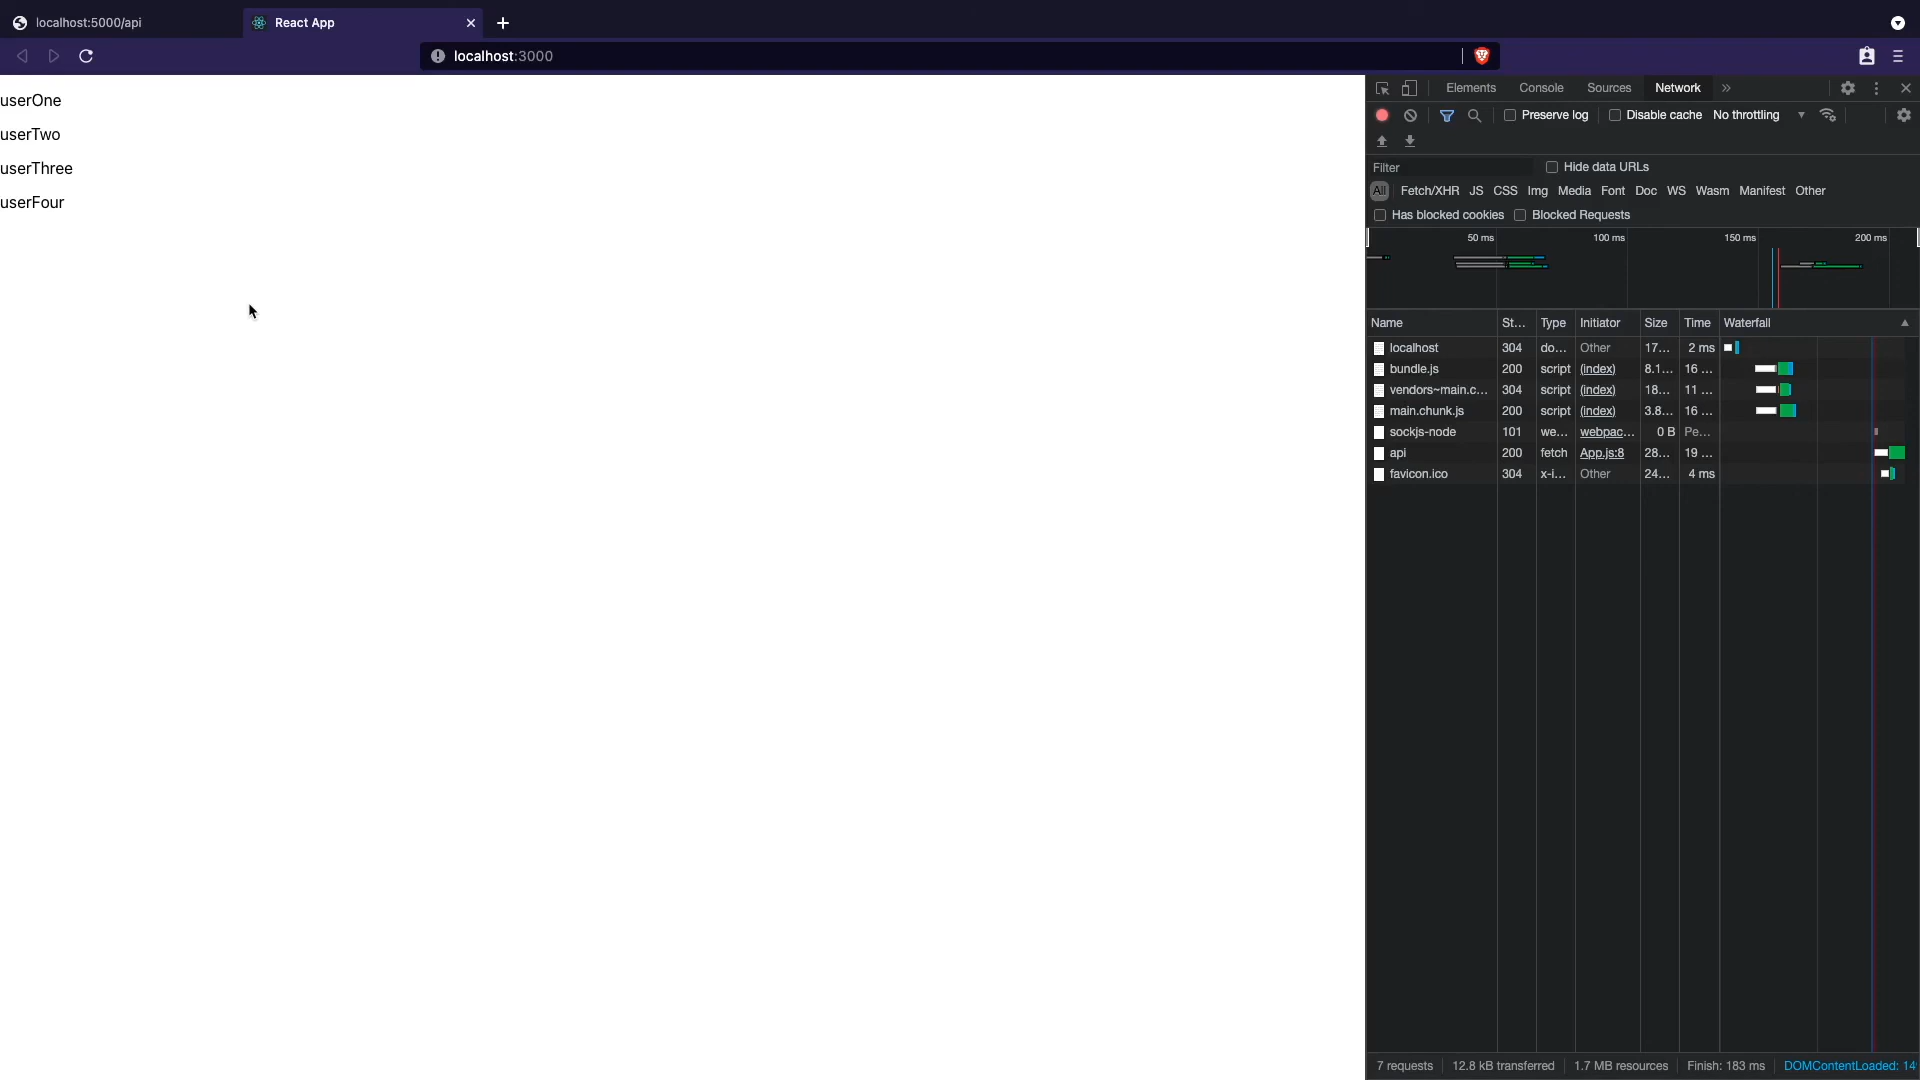 localhost:5000/api
React App
localhost:3000
userOne
userTwo
userThree
userFour
Elements Console Sources Network
Preserve log Disable cache No throttling
Filter Hide data URLs
All Fetch/XHR JS CSS Img Media Font Doc WS Wasm Manifest Other
Has blocked cookies Blocked Requests
50 ms 100 ms 150 ms 200 ms
Name St... Type Initiator Size Time Waterfall
localhost 304 do... Other 17... 2 ms
bundle.js 200 script (index) 8.1... 16 ...
vendors~main.c... 304 script (index) 18... 11 ...
main.chunk.js 200 script (index) 3.8... 16 ...
sockjs-node 101 we... webpac... 0 B Pe...
api 200 fetch App.js:8 28... 19 ...
favicon.ico 304 x-i... Other 24... 4 ms
7 requests 12.8 kB transferred 1.7 MB resources Finish: 183 ms DOMContentLoaded: 14